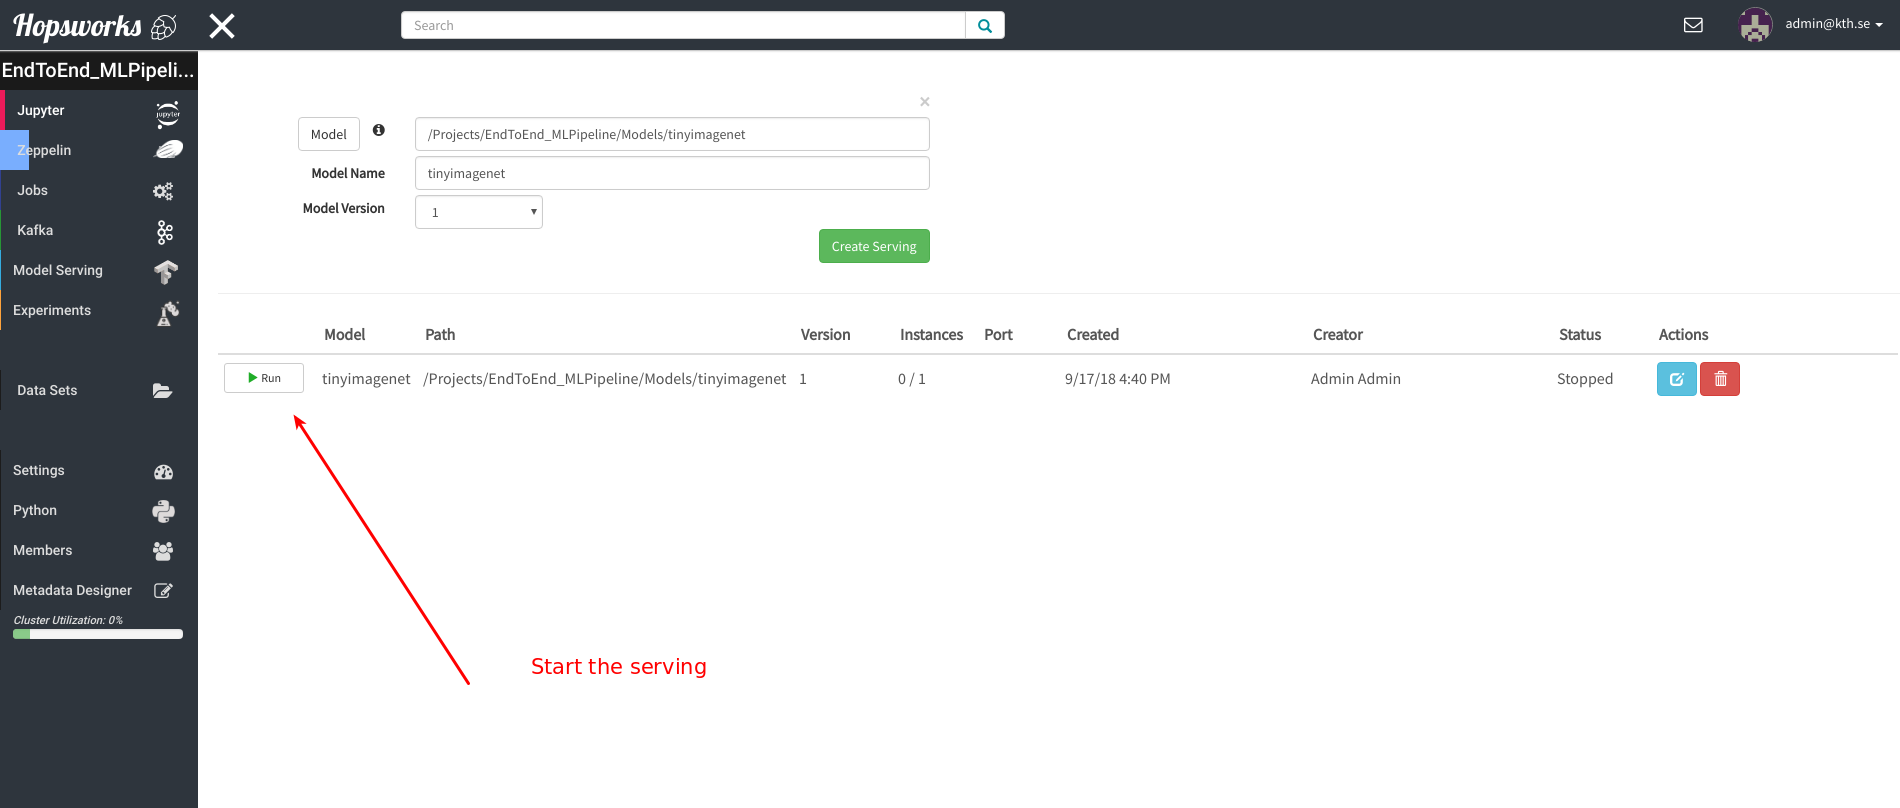 Hopsworks
Search
admin@kth.se
EndToEnd_MLPipeli...
Jupyter
jupyter
Zeppelin
Jobs
Kafka
Model Serving
Experiments
Data Sets
Settings
Python
Members
Metadata Designer
Cluster Utilization: 0%
×
Model
/Projects/EndToEnd_MLPipeline/Models/tinyimagenet
Model Name
tinyimagenet
Model Version
1
Create Serving
Model Path Version Instances Port Created Creator Status Actions
Run tinyimagenet /Projects/EndToEnd_MLPipeline/Models/tinyimagenet 1 0 / 1 9/17/18 4:40 PM Admin Admin Stopped
Start the serving